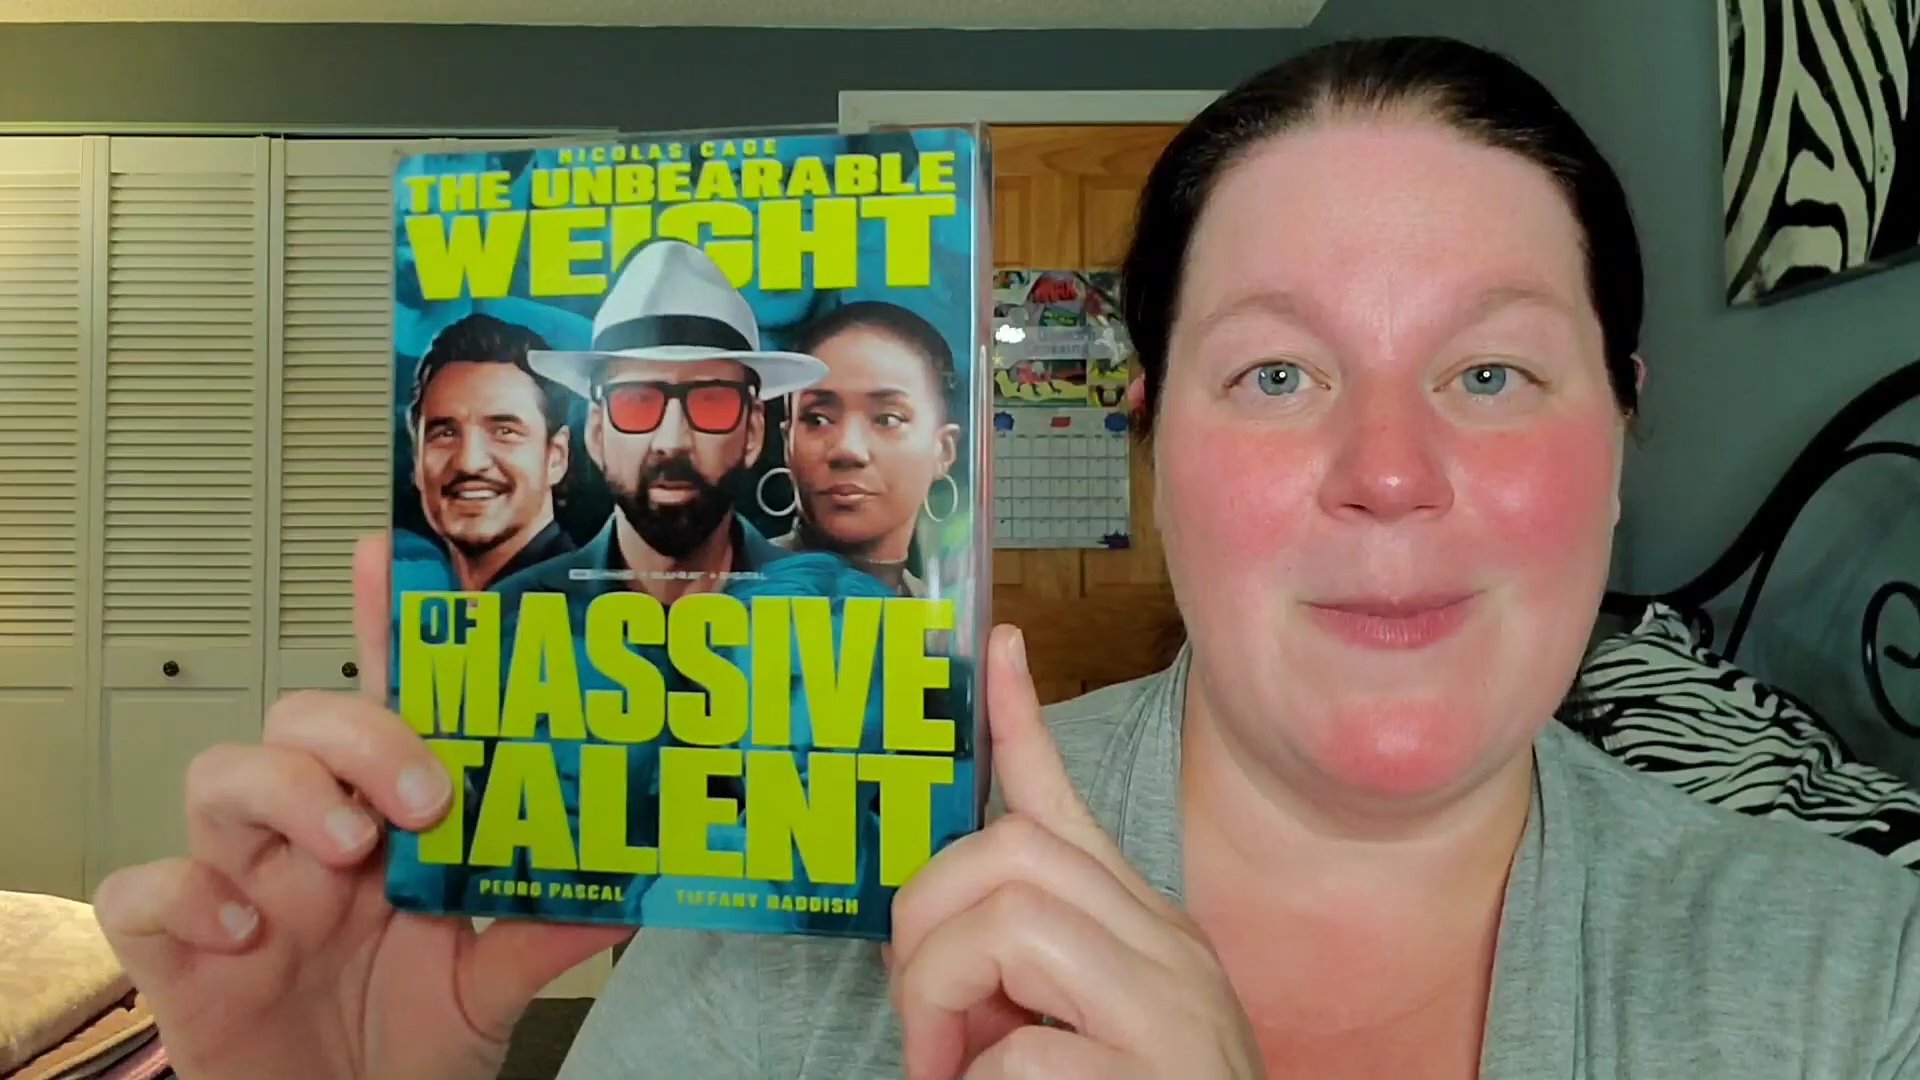 NICOLAS CAGE
THE UNBEARABLE
WEIGHT
OF
MASSIVE
TALENT
PEDRO PASCAL TIFFANY HADDISH